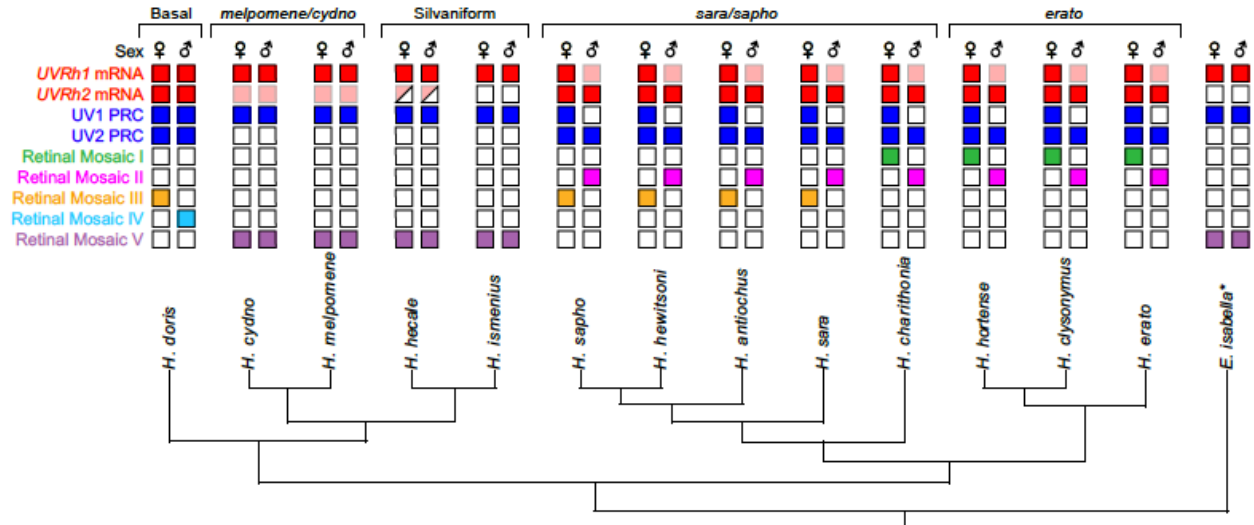 Basal melpomene/cydno Silvaniform sara/sapho erato
Sex ♀ ♂ ♀ ♂ ♀ ♂ ♀ ♂ ♀ ♂ ♀ ♂ ♀ ♂ ♀ ♂ ♀ ♂ ♀ ♂ ♀ ♂ ♀ ♂ ♀ ♂ ♀ ♂
UVRh1 mRNA
UVRh2 mRNA
UV1 PRC
UV2 PRC
Retinal Mosaic I
Retinal Mosaic II
Retinal Mosaic III
Retinal Mosaic IV
Retinal Mosaic V
H. doris
H. cydno
H. melpomene
H. hecale
H. ismenius
H. sapho
H. hewitsoni
H. antiochus
H. sara
H. charithonia
H. hortense
H. clysonymus
H. erato
E. isabella*